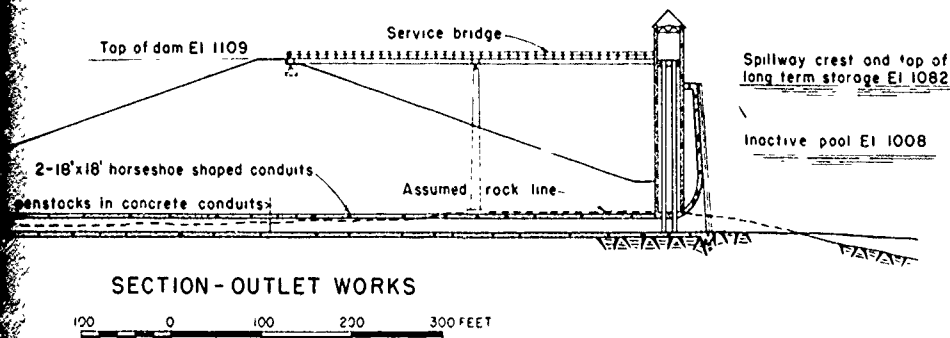 Service bridge
Top of dam El 1109
Spillway crest and top of
long term storage El 1082
Inactive pool El 1008
2-18'x18' horseshoe shaped conduits
Assumed rock line
penstocks in concrete conduits
SECTION-OUTLET WORKS
100 0 100 200 300 FEET